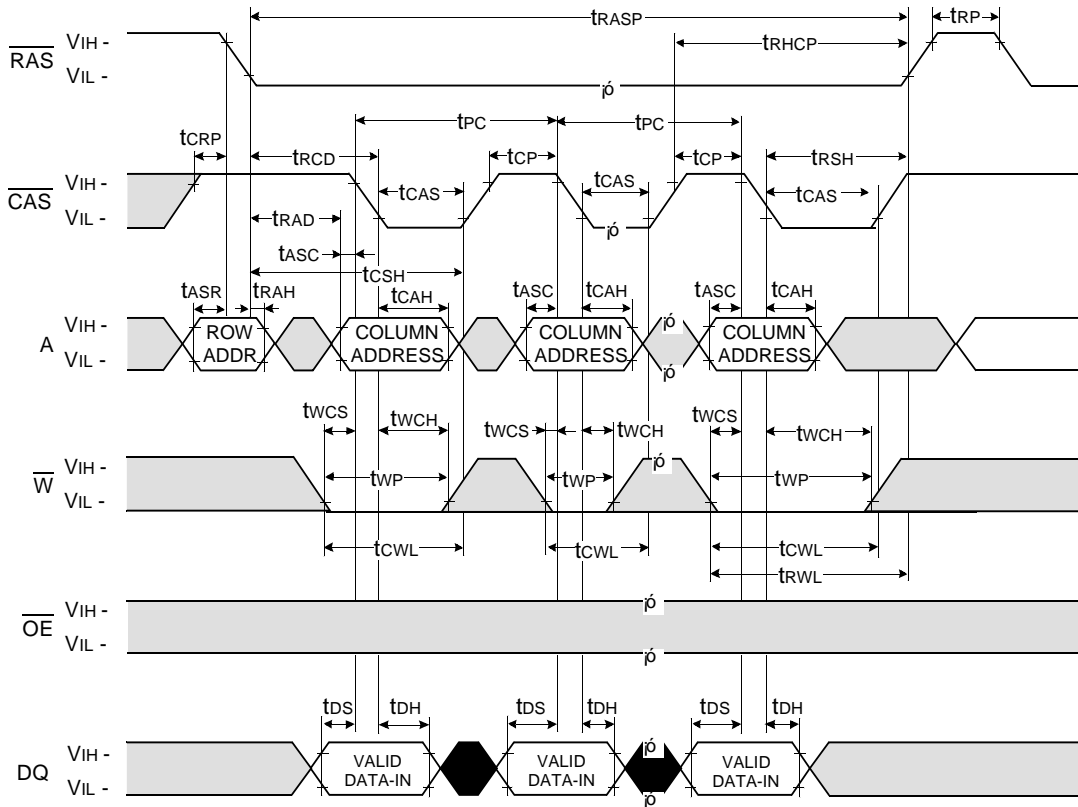 tRASP
tRP
tRHCP
RAS
VIH -
VIL -
¡ó
tCRP
tRCD
tPC
tPC
tCP
tCP
tRSH
CAS
VIH -
VIL -
tCAS
tCAS
tCAS
¡ó
tRAD
tASC
tCSH
tASR
tRAH
tCAH
tASC
tCAH
tASC
tCAH
A
VIH -
VIL -
ROW
ADDR
COLUMN
ADDRESS
COLUMN
ADDRESS
¡ó
¡ó
COLUMN
ADDRESS
tWCS
tWCH
tWCS
tWCH
tWCS
tWCH
W
VIH -
VIL -
tWP
tWP
¡ó
tWP
tCWL
tCWL
tCWL
tRWL
OE
VIH -
VIL -
¡ó
¡ó
tDS
tDH
tDS
tDH
tDS
tDH
DQ
VIH -
VIL -
VALID
DATA-IN
VALID
DATA-IN
¡ó
¡ó
VALID
DATA-IN